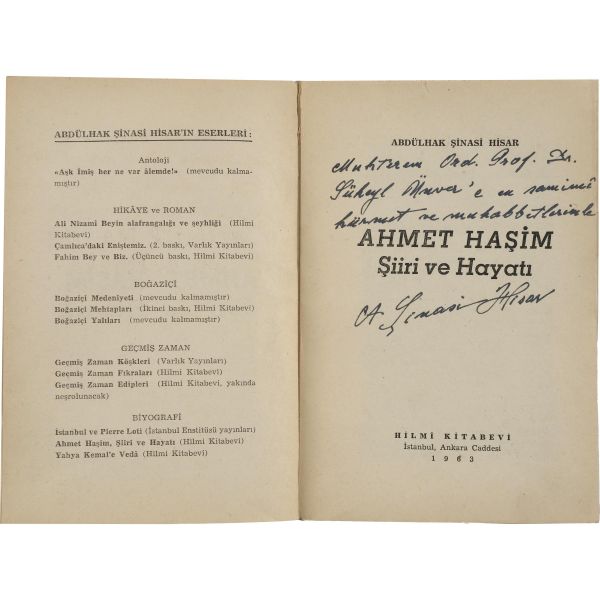 ABDÜLHAK ŞİNASİ HİSAR'IN ESERLERİ:
Antoloji
«Aşk İmiş her ne var âlemde!» (mevcudu kalma-
mıştır)
HİKÂYE ve ROMAN
Ali Nizamî Beyin alafrangalığı ve şeyhliği (Hilmi
Kitabevi)
Çamlıca'daki Eniştemiz. (2. baskı, Varlık Yayınları)
Fahim Bey ve Biz. (Üçüncü baskı, Hilmi Kitabevi)
BOĞAZİÇİ
Boğaziçi Medeniyeti (mevcudu kalmamıştır)
Boğaziçi Mehtapları (İkinci baskı, Hilmi Kitabevi)
Boğaziçi Yalıları (mevcudu kalmamıştır)
GEÇMİŞ ZAMAN
Geçmiş Zaman Köşkleri (Varlık Yayınları)
Geçmiş Zaman Fıkraları (Hilmi Kitabevi)
Geçmiş Zaman Edipleri (Hilmi Kitabevi, yakında
neşrolunacak)
BİYOGRAFİ
İstanbul ve Pierre Loti (İstanbul Enstitüsü yayınları)
Ahmet Haşim, Şiiri ve Hayatı (Hilmi Kitabevi)
Yahya Kemal'e Vedâ (Hilmi Kitabevi)
ABDÜLHAK ŞİNASİ HİSAR
Muhterem Ord. Prof. Dr.
Süheyl Ünver'e en samimî
hürmet ve muhabbetlerimle
AHMET HAŞİM
Şiiri ve Hayatı
A. Şinasi Hisar
HİLMİ KİTABEVİ
İstanbul, Ankara Caddesi
1963